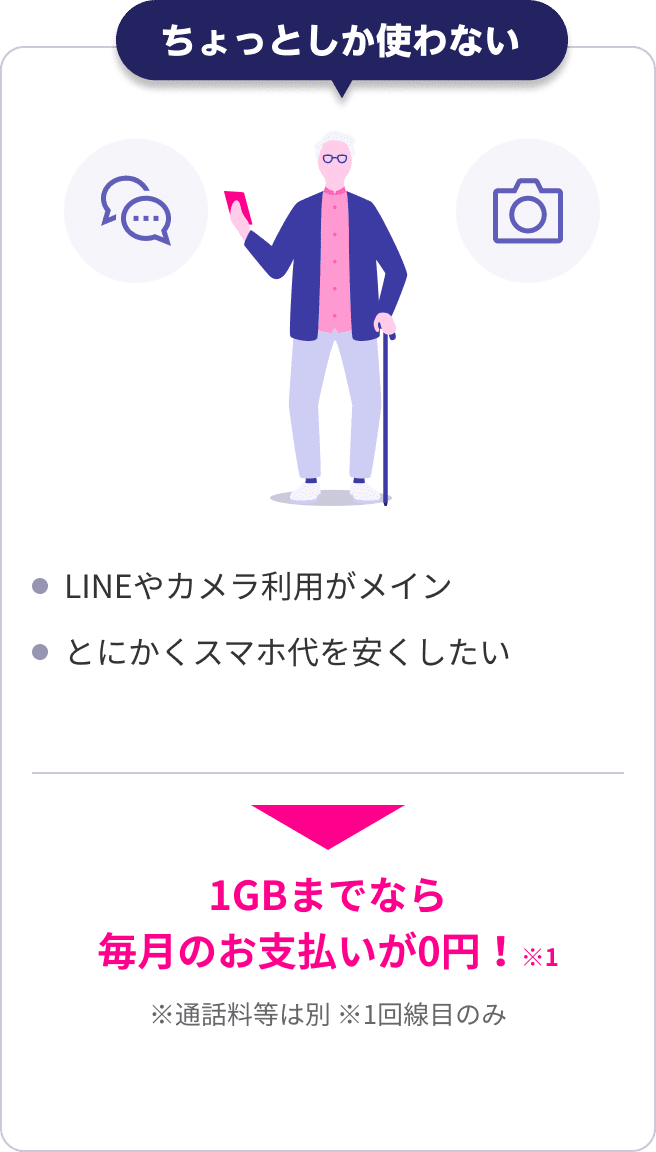 ちょっとしか使わない
LINEやカメラ利用がメイン
とにかくスマホ代を安くしたい
1GBまでなら
毎月のお支払いが0円！※1
※通話料等は別 ※1回線目のみ